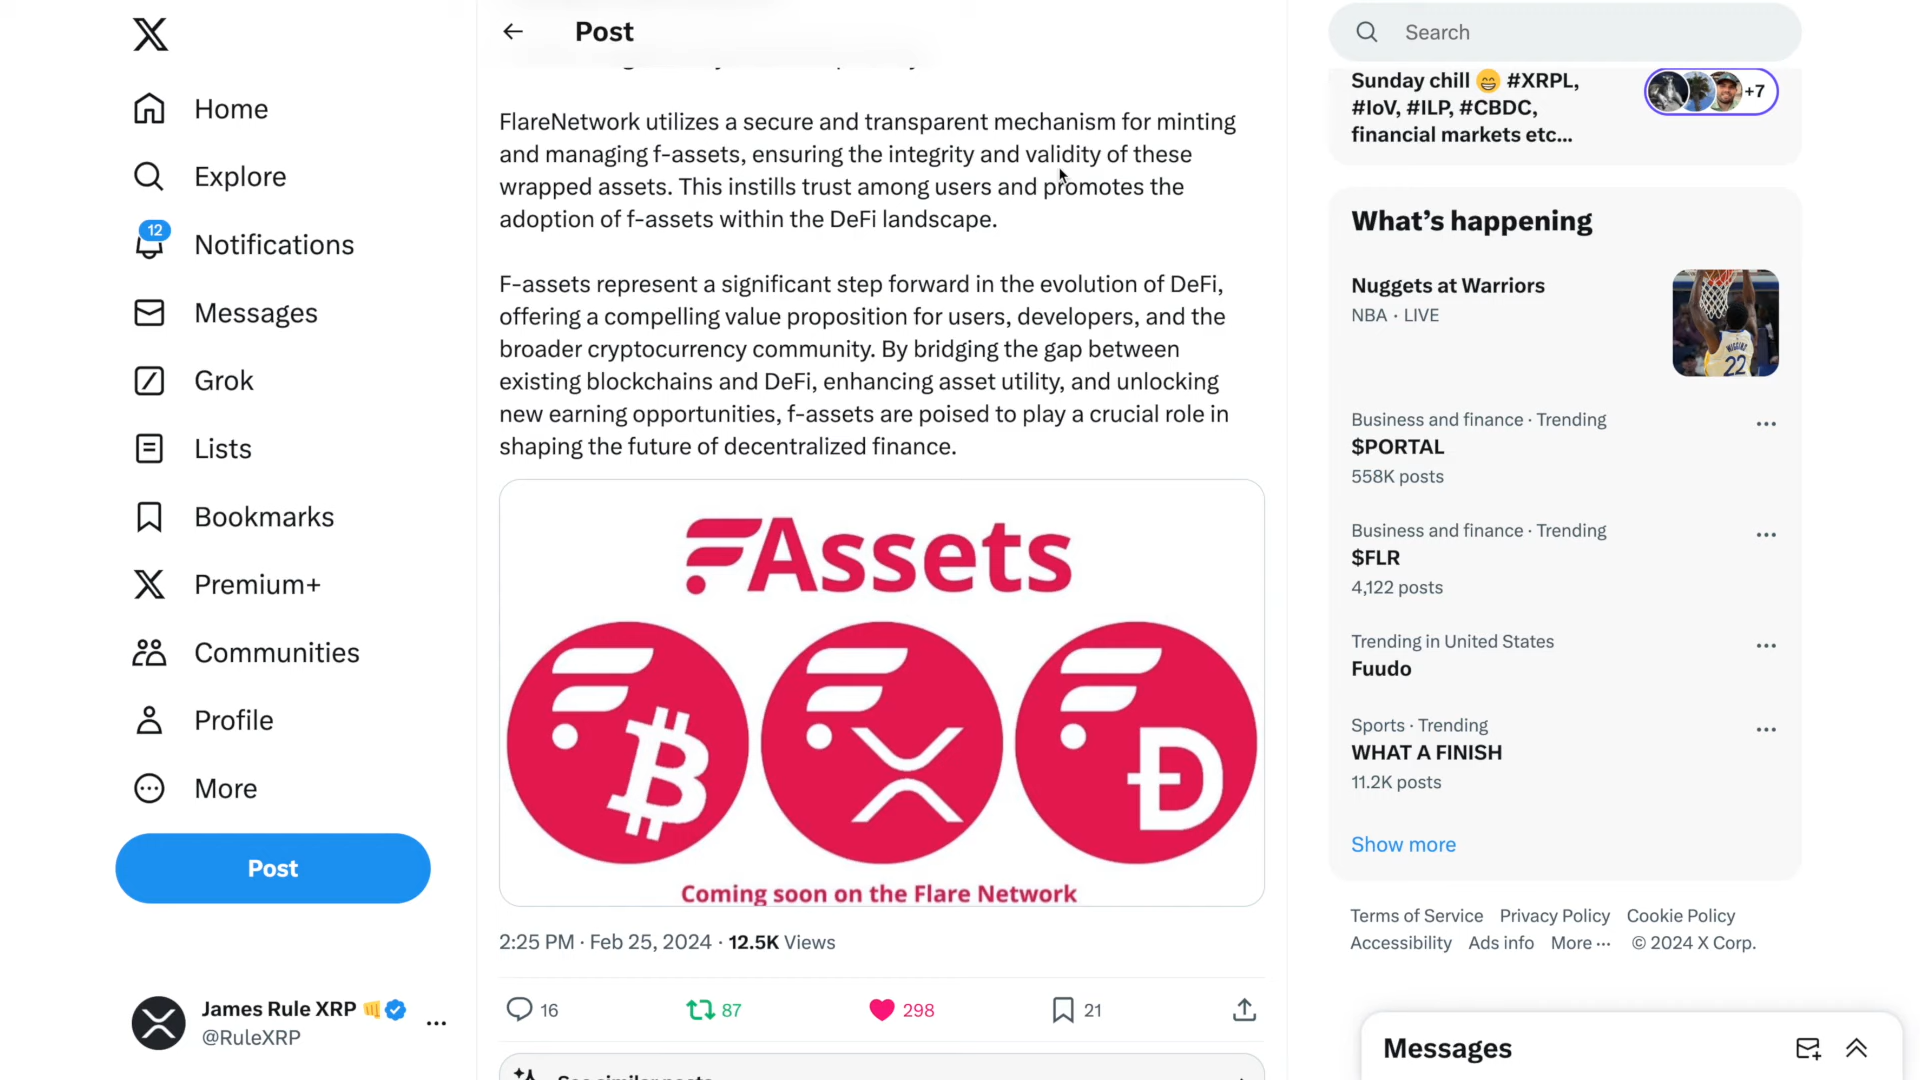 Home
Explore
12
Notifications
Messages
Grok
Lists
Bookmarks
Premium+
Communities
Profile
More
Post
James Rule XRP
@RuleXRP
Post
FlareNetwork utilizes a secure and transparent mechanism for minting
and managing f-assets, ensuring the integrity and validity of these
wrapped assets. This instills trust among users and promotes the
adoption of f-assets within the DeFi landscape.
F-assets represent a significant step forward in the evolution of DeFi,
offering a compelling value proposition for users, developers, and the
broader cryptocurrency community. By bridging the gap between
existing blockchains and DeFi, enhancing asset utility, and unlocking
new earning opportunities, f-assets are poised to play a crucial role in
shaping the future of decentralized finance.
FAssets
Coming soon on the Flare Network
2:25 PM · Feb 25, 2024 · 12.5K Views
16 87 298 21
Search
Sunday chill 😁 #XRPL,
#IoV, #ILP, #CBDC,
financial markets etc...
+7
What's happening
Nuggets at Warriors
NBA · LIVE
WIGGINS
22
Business and finance · Trending
$PORTAL
558K posts
Business and finance · Trending
$FLR
4,122 posts
Trending in United States
Fuudo
Sports · Trending
WHAT A FINISH
11.2K posts
Show more
Terms of Service Privacy Policy Cookie Policy
Accessibility Ads info More ··· © 2024 X Corp.
Messages